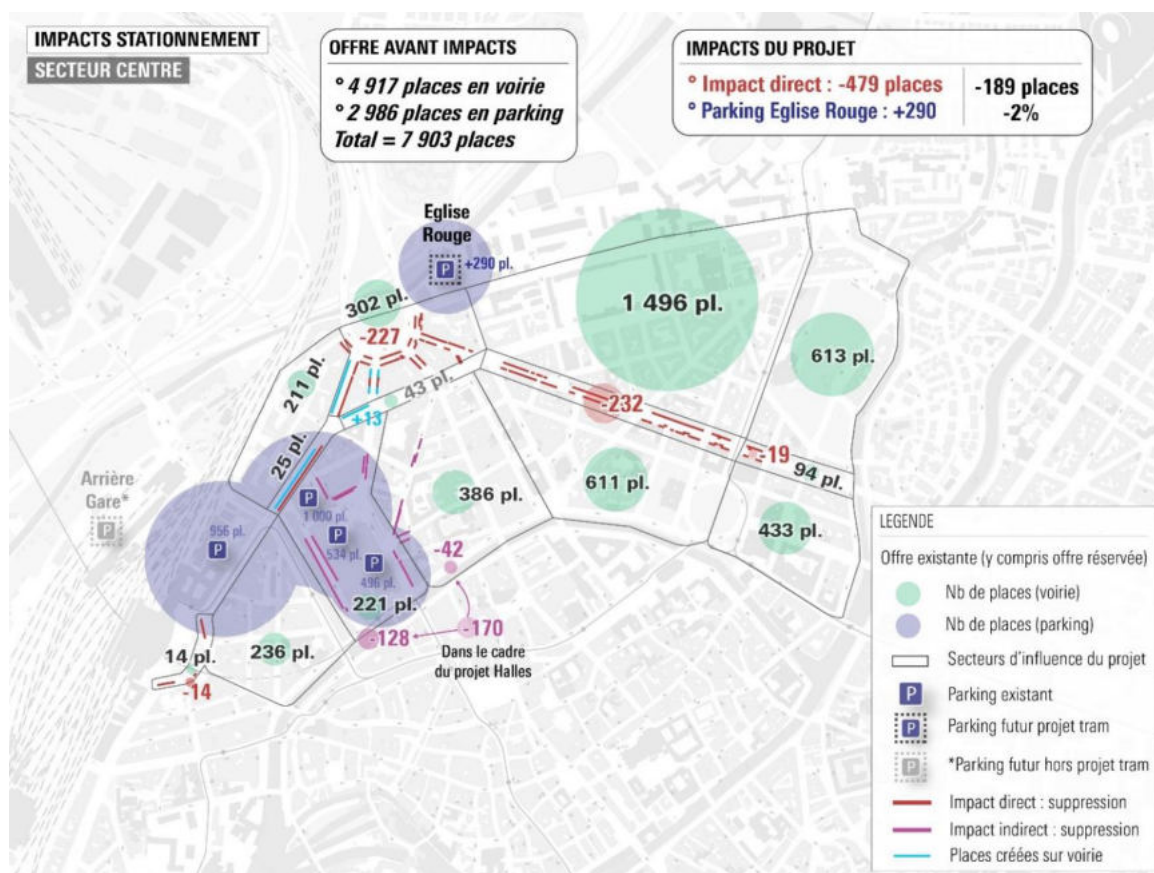 IMPACTS STATIONNEMENT
SECTEUR CENTRE
OFFRE AVANT IMPACTS
° 4 917 places en voirie
° 2 986 places en parking
Total = 7 903 places
IMPACTS DU PROJET
° Impact direct : -479 places
-189 places
° Parking Eglise Rouge : +290
-2%
Eglise
Rouge
P
+290 pl.
302 pl.
1 496 pl.
-227
613 pl.
211 pl.
43 pl.
+13
-232
-19
94 pl.
25 pl.
Arrière
Gare*
P
386 pl.
611 pl.
433 pl.
P
1 000 pl.
956 pl.
P
P
534 pl.
P
496 pl.
-42
221 pl.
-128
-170
Dans le cadre
du projet Halles
236 pl.
14 pl.
-14
LEGENDE
Offre existante (y compris offre réservée)
Nb de places (voirie)
Nb de places (parking)
Secteurs d'influence du projet
P Parking existant
P Parking futur projet tram
P *Parking futur hors projet tram
Impact direct : suppression
Impact indirect : suppression
Places créées sur voirie